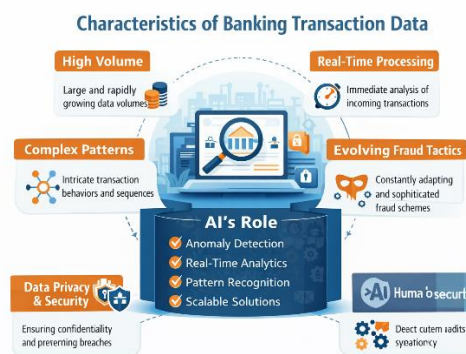 Characteristics of Banking Transaction Data
High Volume
Large and rapidly
growing data volumes
Real-Time Processing
Immediate analysis of
incoming transactions
Complex Patterns
Intricate transaction
behaviors and sequences
Evolving Fraud Tactics
Constantly adapting
and sophiticated
fraud schemes
AI's Role
Anomaly Detection
Real-Time Analytics
Pattern Recognition
Scalable Solutions
Data Privacy
& Security
Ensuring confidentiality
and breaches
AI